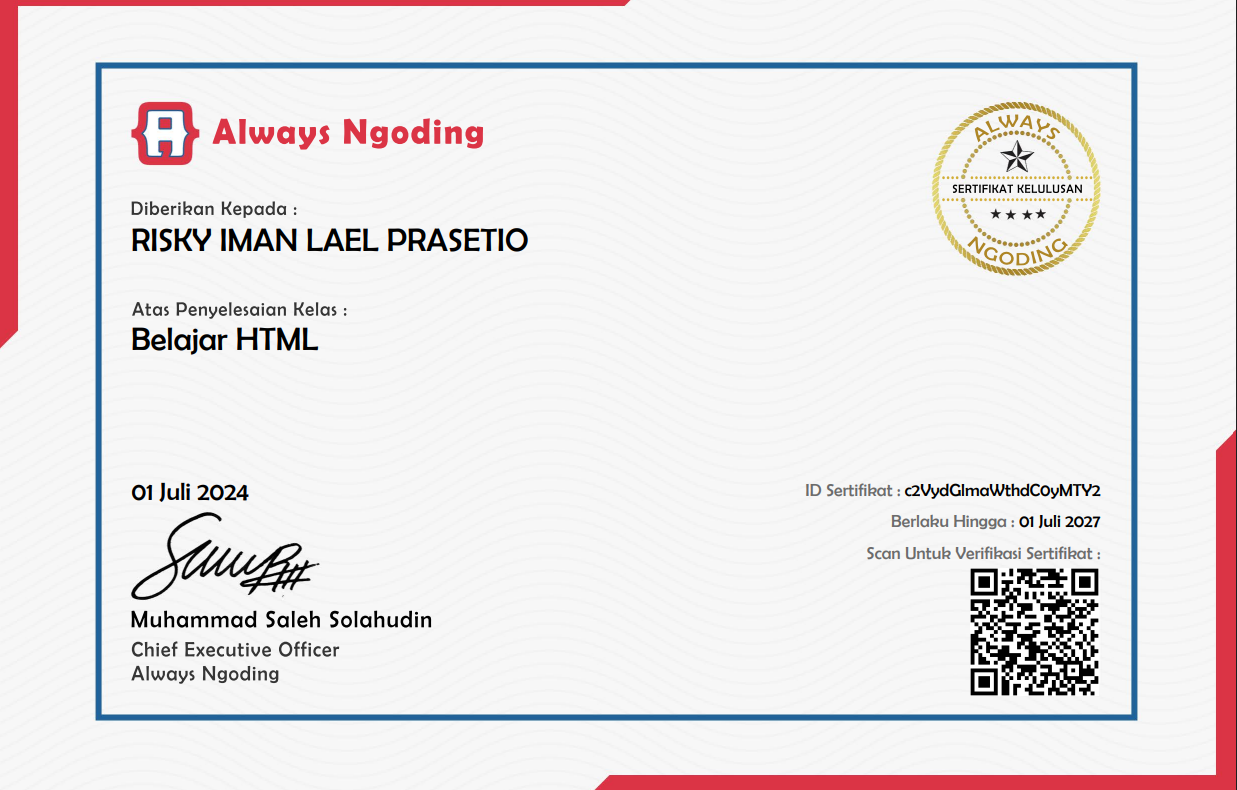 Always Ngoding
ALWAYS
SERTIFIKAT KELULUSAN
NGODING
Diberikan Kepada :
RISKY IMAN LAEL PRASETIO
Atas Penyelesaian Kelas :
Belajar HTML
01 Juli 2024
Muhammad Saleh Solahudin
Chief Executive Officer
Always Ngoding
ID Sertifikat : c2VydGlmaWthdC0yMTY2
Berlaku Hingga : 01 Juli 2027
Scan Untuk Verifikasi Sertifikat :